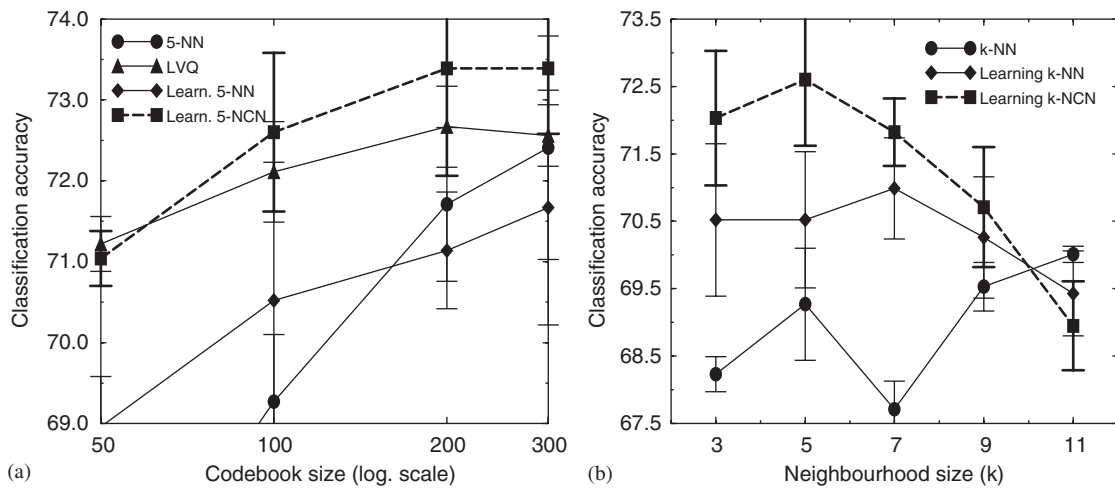 74.0
73.0
72.0
71.0
70.0
69.0
Classification accuracy
5-NN
LVQ
Learn. 5-NN
Learn. 5-NCN
50
100
200
300
Codebook size (log. scale)
(a)
73.5
72.5
71.5
70.5
69.5
68.5
67.5
Classification accuracy
k-NN
Learning k-NN
Learning k-NCN
3
5
7
9
11
Neighbourhood size (k)
(b)